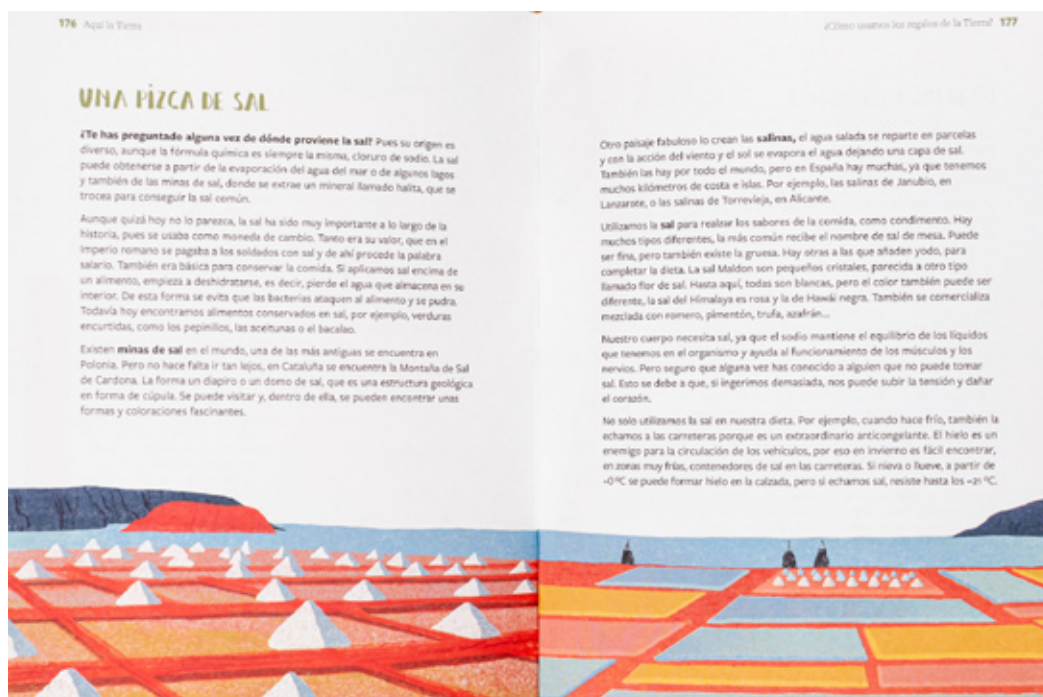 176 Aquí la Tierra
UNA PIZCA DE SAL
¿Te has preguntado alguna vez de dónde proviene la sal? Pues su origen es
diverso, aunque la fórmula química es siempre la misma, cloruro de sodio. La sal
puede obtenerse a partir de la evaporación del agua del mar o de algunos lagos
y también de las minas de sal, donde se extrae un mineral llamado halita, que se
trocea para conseguir la sal común.
Aunque quizá hoy no lo parezca, la sal ha sido muy importante a lo largo de la
historia, pues se usaba como moneda de cambio. Tanto era su valor, que en el
Imperio romano se pagaba a los soldados con sal y de ahí procede la palabra
salario. También era básica para conservar la comida. Si aplicamos sal encima de
un alimento, empieza a deshidratarse, es decir, pierde el agua que almacena en su
interior. De esta forma se evita que las bacterias ataquen al alimento y se pudra.
Todavía hoy encontramos alimentos conservados en sal, por ejemplo, verduras
encurtidas, como los pepinillos, las aceitunas o el bacalao.
Existen minas de sal en el mundo, una de las más antiguas se encuentra en
Polonia. Pero no hace falta ir tan lejos, en Cataluña se encuentra la Montaña de Sal
de Cardona. La forma un diapiro o un domo de sal, que es una estructura geológica
en forma de cúpula. Se puede visitar y, dentro de ella, se pueden encontrar unas
formas y coloraciones fascinantes.
¿Cómo usamos los regalos de la Tierra? 177
Otro paisaje fabuloso lo crean las salinas, el agua salada se reparte en parcelas
y con la acción del viento y el sol se evapora el agua dejando una capa de sal.
También las hay por todo el mundo, pero en España hay muchas, ya que tenemos
muchos kilómetros de costa e islas. Por ejemplo, las salinas de Janubio, en
Lanzarote, o las salinas de Torrevieja, en Alicante.
Utilizamos la sal para realzar los sabores de la comida, como condimento. Hay
muchos tipos diferentes, la más común recibe el nombre de sal de mesa. Puede
ser fina, pero también existe la gruesa. Hay otras a las que añaden yodo, para
completar la dieta. La sal Maldon son pequeños cristales, parecida a otro tipo
llamado flor de sal. Hasta aquí, todas son blancas, pero el color también puede ser
diferente, la sal del Himalaya es rosa y la de Hawái negra. También se comercializa
mezclada con romero, pimentón, trufa, azafrán...
Nuestro cuerpo necesita sal, ya que el sodio mantiene el equilibrio de los líquidos
que tenemos en el organismo y ayuda al funcionamiento de los músculos y los
nervios. Pero seguro que alguna vez has conocido a alguien que no puede tomar
sal. Esto se debe a que, si ingerimos demasiada, nos puede subir la tensión y dañar
el corazón.
No solo utilizamos la sal en nuestra dieta. Por ejemplo, cuando hace frío, también la
echamos a las carreteras porque es un extraordinario anticongelante. El hielo es un
enemigo para la circulación de los vehículos, por eso en invierno es fácil encontrar,
en zonas muy frías, contenedores de sal en las carreteras. Si nieva o llueve, a partir de
-0 ºC se puede formar hielo en la calzada, pero si echamos sal, resiste hasta los -21 ºC.